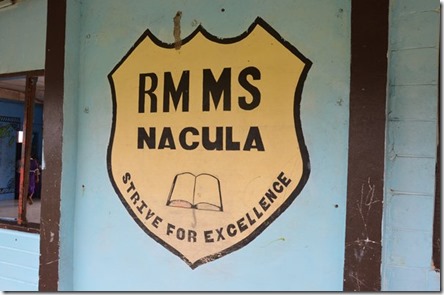 RMMS
NACULA
STRIVE FOR EXCELLENCE